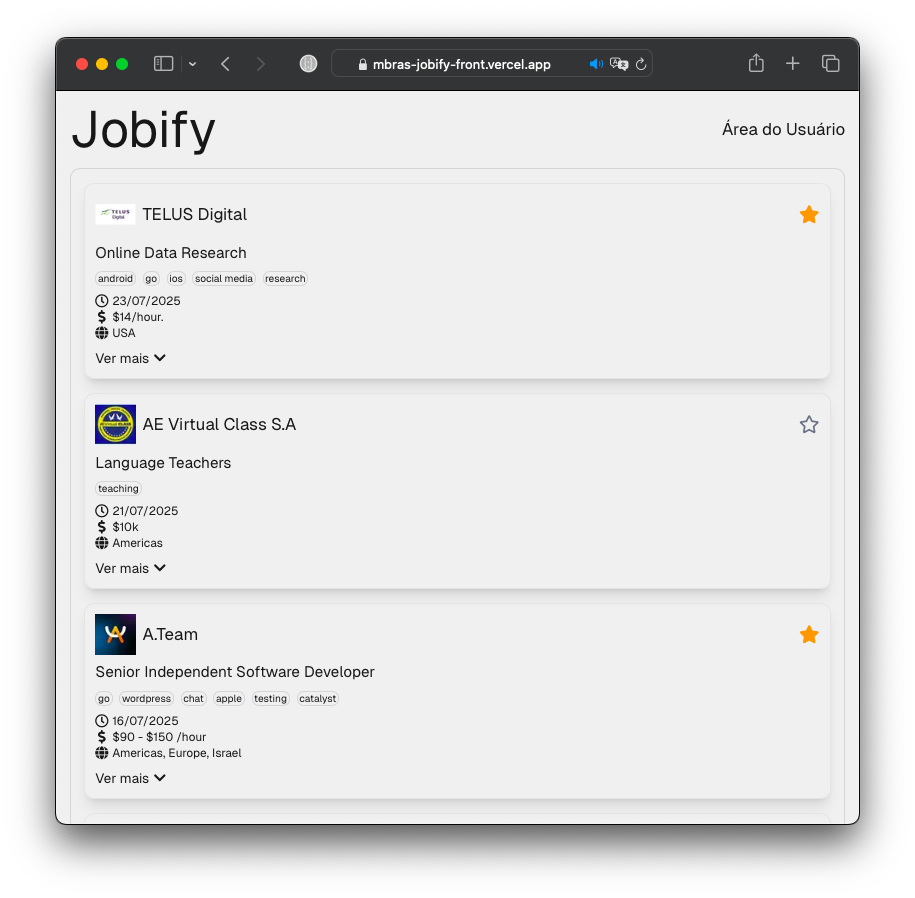 mbras-jobify-front.vercel.app
Jobify
Área do Usuário
TELUS Digital
TELUS Digital
Online Data Research
android go ios social media research
23/07/2025
$14/hour.
USA
Ver mais
AE Virtual Class S.A
Language Teachers
teaching
21/07/2025
$10k
Americas
Ver mais
A.Team
Senior Independent Software Developer
go wordpress chat apple testing catalyst
16/07/2025
$90 - $150 /hour
Americas, Europe, Israel
Ver mais